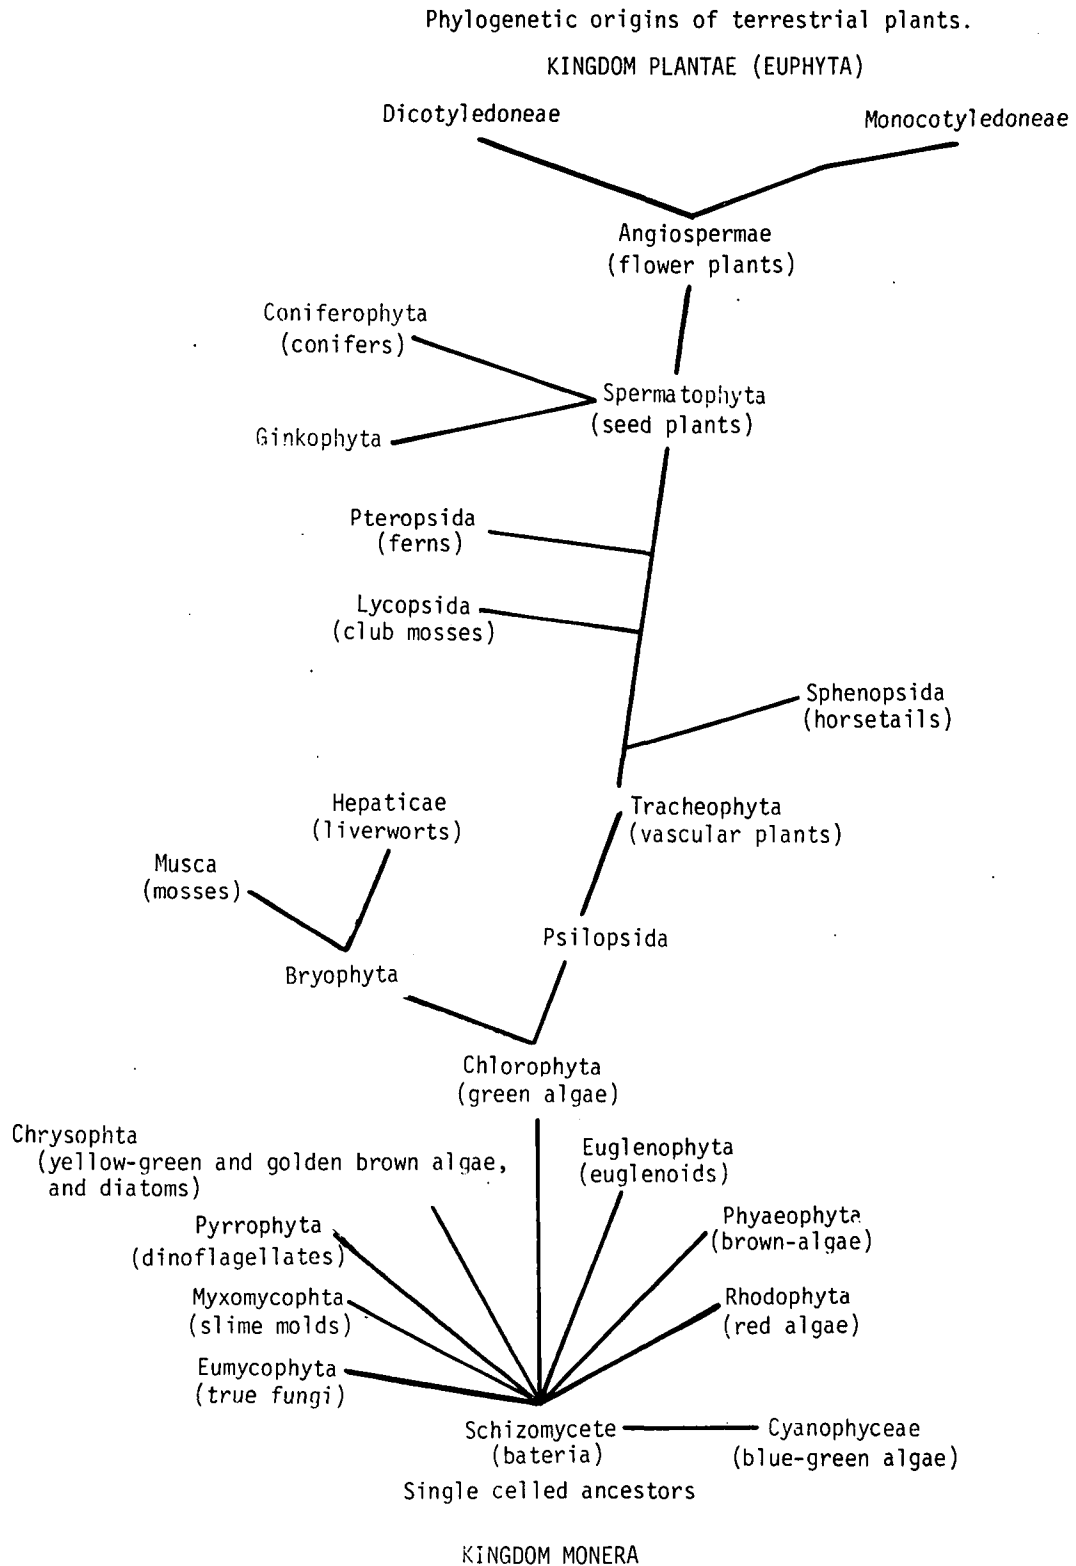 Phylogenetic origins of terrestrial plants.
KINGDOM PLANTAE (EUPHYTA)
Dicotyledoneae
Monocotyledoneae
Angiospermae
(flower plants)
Coniferophyta
(conifers)
Spermatophyta
(seed plants)
Ginkophyta
Pteropsida
(ferns)
Lycopsida
(club mosses)
Sphenopsida
(horsetails)
Hepaticae
(liverworts)
Tracheophyta
(vascular plants)
Musca
(mosses)
Psilopsida
Bryophyta
Chlorophyta
(green algae)
Chrysophta
(yellow-green and golden brown algae,
and diatoms)
Euglenophyta
(euglenoids)
Pyrrophyta
(dinoflagellates)
Phyaeophyta
(brown-algae)
Myxomycophta
(slime molds)
Rhodophyta
(red algae)
Eumycophyta
(true fungi)
Schizomycete
(bateria)
Cyanophyceae
(blue-green algae)
Single celled ancestors
KINGDOM MONERA